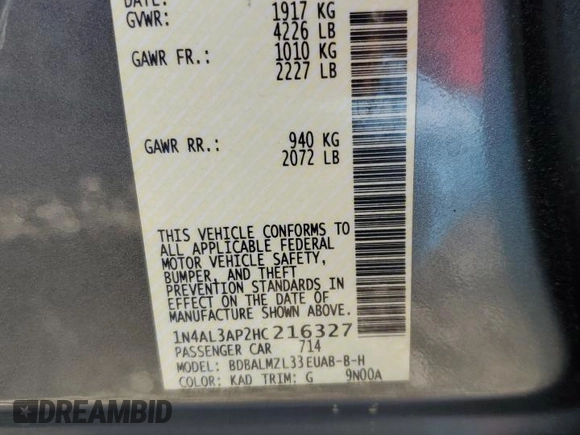 DATE:
GVWR: 1917 KG
4226 LB
GAWR FR.: 1010 KG
2227 LB
GAWR RR.: 940 KG
2072 LB
THIS VEHICLE CONFORMS TO
ALL APPLICABLE FEDERAL
MOTOR VEHICLE SAFETY,
BUMPER, AND THEFT
PREVENTION STANDARDS IN
EFFECT ON THE DATE OF
MANUFACTURE SHOWN ABOVE.
1N4AL3AP2HC216327
PASSENGER CAR 714
MODEL: BDBALMZL33EUAB-B-H
COLOR: KAD TRIM: G 9N00A
DREAMBID